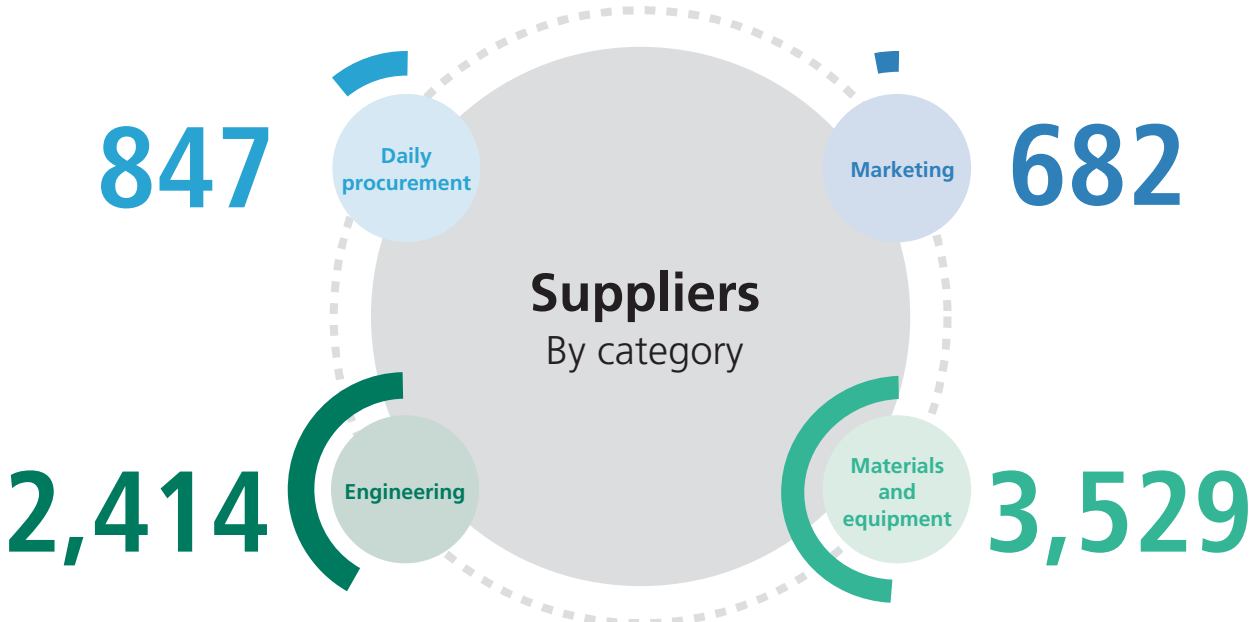 847
Daily
procurement
Marketing
682
Suppliers
By category
2,414
Engineering
Materials
and
equipment
3,529